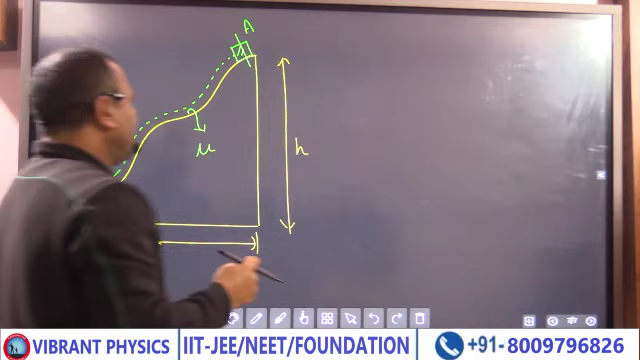 A
μ
h
VIBRANT PHYSICS
IIT-JEE/NEET/FOUNDATION
+91-8009796826